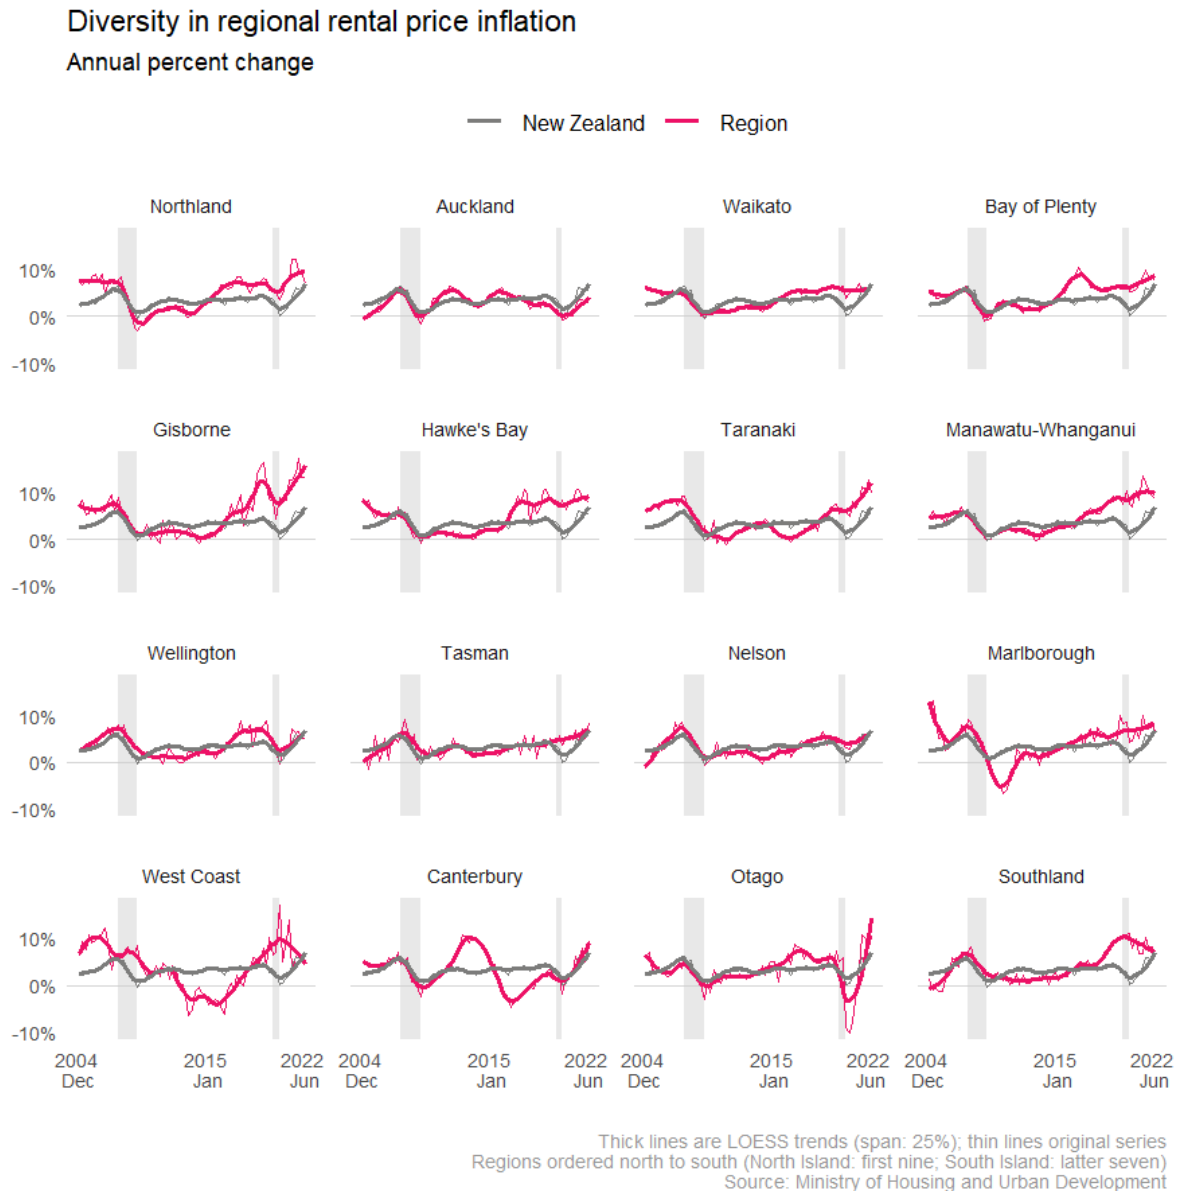 Diversity in regional rental price inflation
Annual percent change
New Zealand Region
Northland Auckland Waikato Bay of Plenty
10%
0%
-10%
Gisborne Hawke's Bay Taranaki Manawatu-Whanganui
10%
0%
-10%
Wellington Tasman Nelson Marlborough
10%
0%
-10%
West Coast Canterbury Otago Southland
10%
0%
-10%
2004 2015 2022 2004 2015 2022 2004 2015 2022 2004 2015 2022
Dec Jan Jun Dec Jan Jun Dec Jan Jun Dec Jan Jun
Thick lines are LOESS trends (span: 25%); thin lines original series
Regions ordered north to south (North Island: first nine; South Island: latter seven)
Source: Ministry of Housing and Urban Development